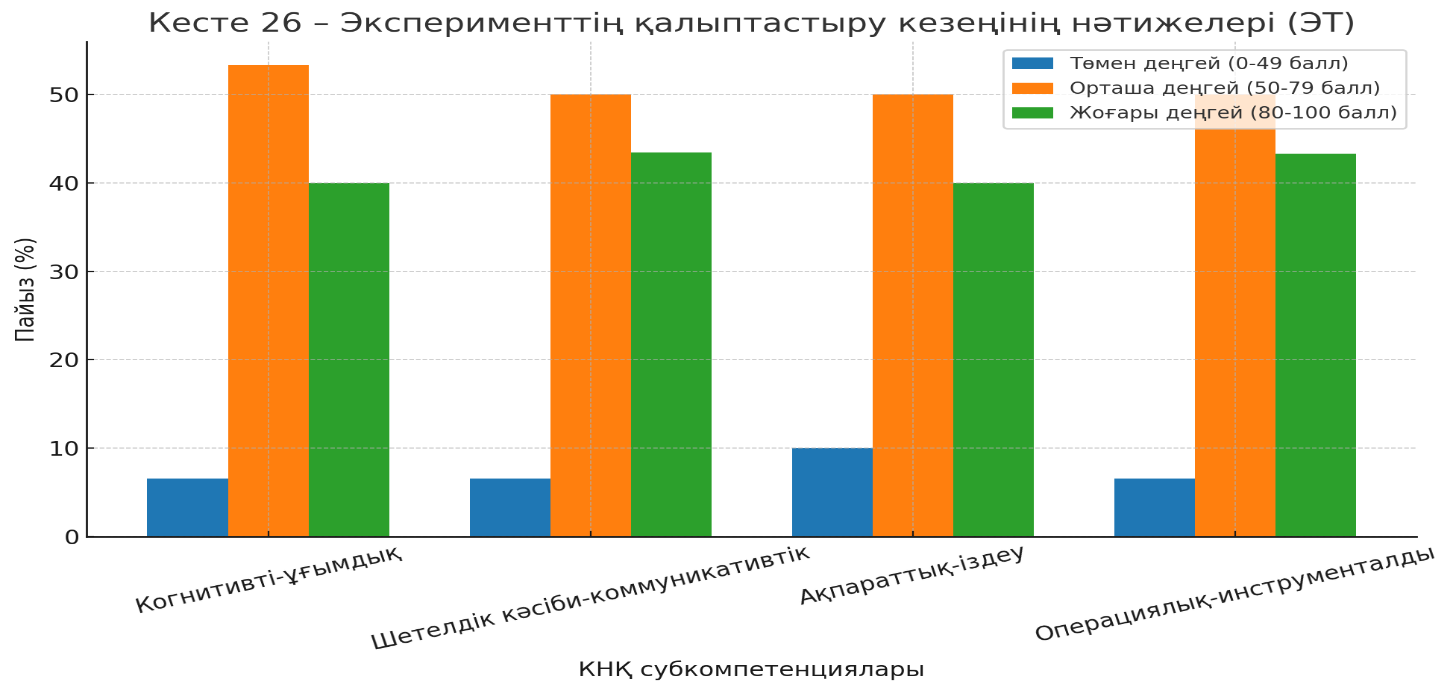 Кесте 26 – Эксперименттің қалыптастыру кезеңінің нәтижелері (ЭТ)
Төмен деңгей (0-49 балл)
Орташа деңгей (50-79 балл)
Жоғары деңгей (80-100 балл)
Пайыз (%)
50
40
30
20
10
0
Когнитивті-ұғымдық
Шетелдік кәсіби-коммуникативтік
Ақпараттық-іздеу
Операциялық-инструменталды
КНҚ субкомпетенциялары